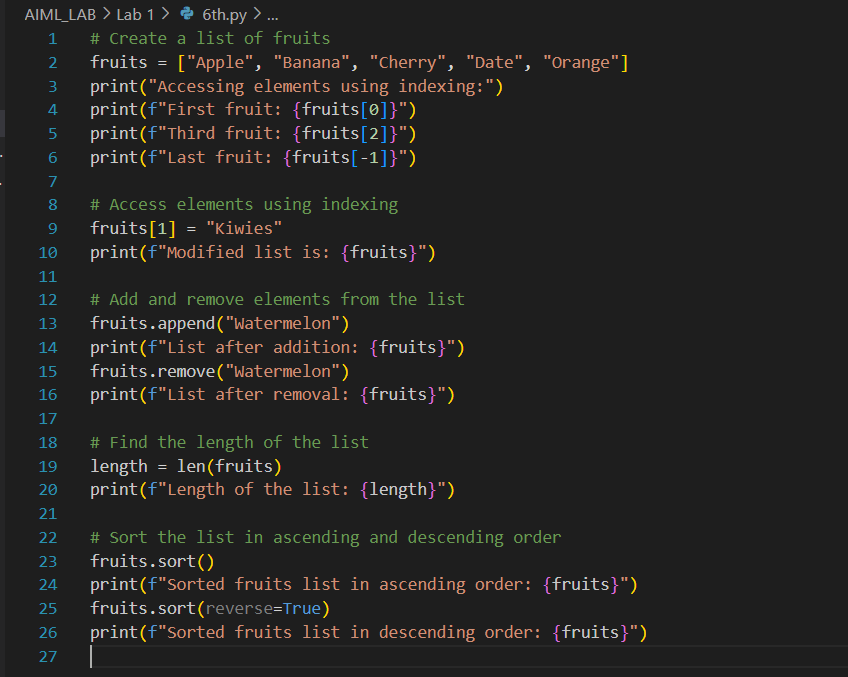 AIML_LAB > Lab 1 > 6th.py > ...
1 # Create a list of fruits
2 fruits = ["Apple", "Banana", "Cherry", "Date", "Orange"]
3 print("Accessing elements using indexing:")
4 print(f"First fruit: {fruits[0]}")
5 print(f"Third fruit: {fruits[2]}")
6 print(f"Last fruit: {fruits[-1]}")
7
8 # Access elements using indexing
9 fruits[1] = "Kiwies"
10 print(f"Modified list is: {fruits}")
11
12 # Add and remove elements from the list
13 fruits.append("Watermelon")
14 print(f"List after addition: {fruits}")
15 fruits.remove("Watermelon")
16 print(f"List after removal: {fruits}")
17
18 # Find the length of the list
19 length = len(fruits)
20 print(f"Length of the list: {length}")
21
22 # Sort the list in ascending and descending order
23 fruits.sort()
24 print(f"Sorted fruits list in ascending order: {fruits}")
25 fruits.sort(reverse=True)
26 print(f"Sorted fruits list in descending order: {fruits}")
27